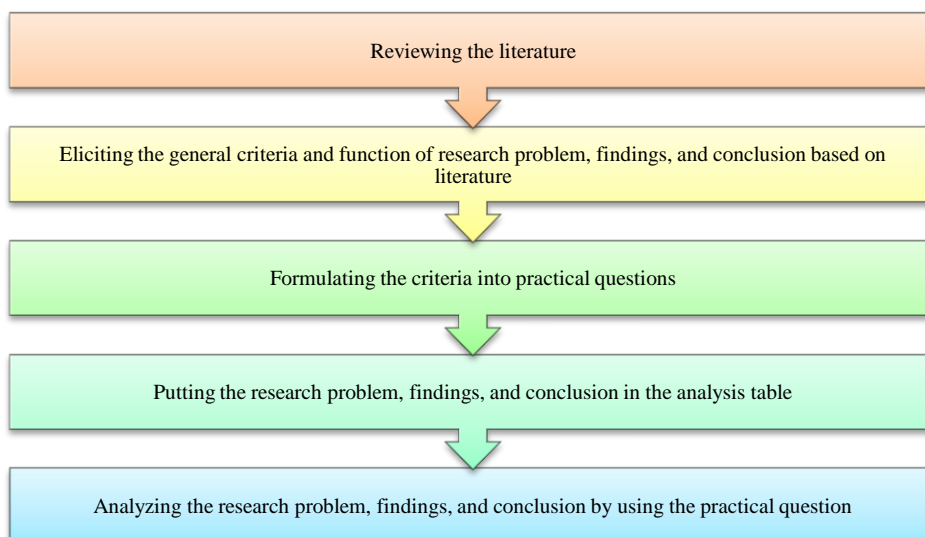 Reviewing the literature
Eliciting the general criteria and function of research problem, findings, and conclusion based on
literature
Formulating the criteria into practical questions
Putting the research problem, findings, and conclusion in the analysis table
Analyzing the research problem, findings, and conclusion by using the practical question